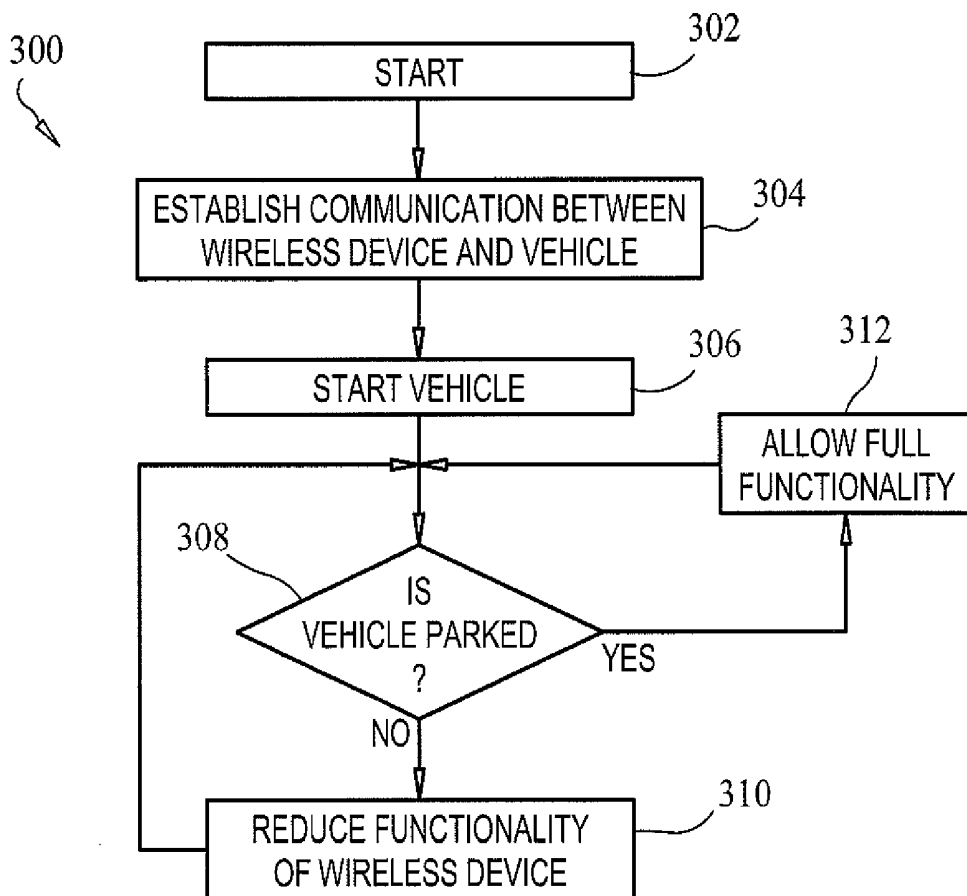 300
302
START
304
ESTABLISH COMMUNICATION BETWEEN
WIRELESS DEVICE AND VEHICLE
306
START VEHICLE
312
ALLOW FULL
FUNCTIONALITY
308
IS
VEHICLE PARKED
?
YES
NO
310
REDUCE FUNCTIONALITY
OF WIRELESS DEVICE